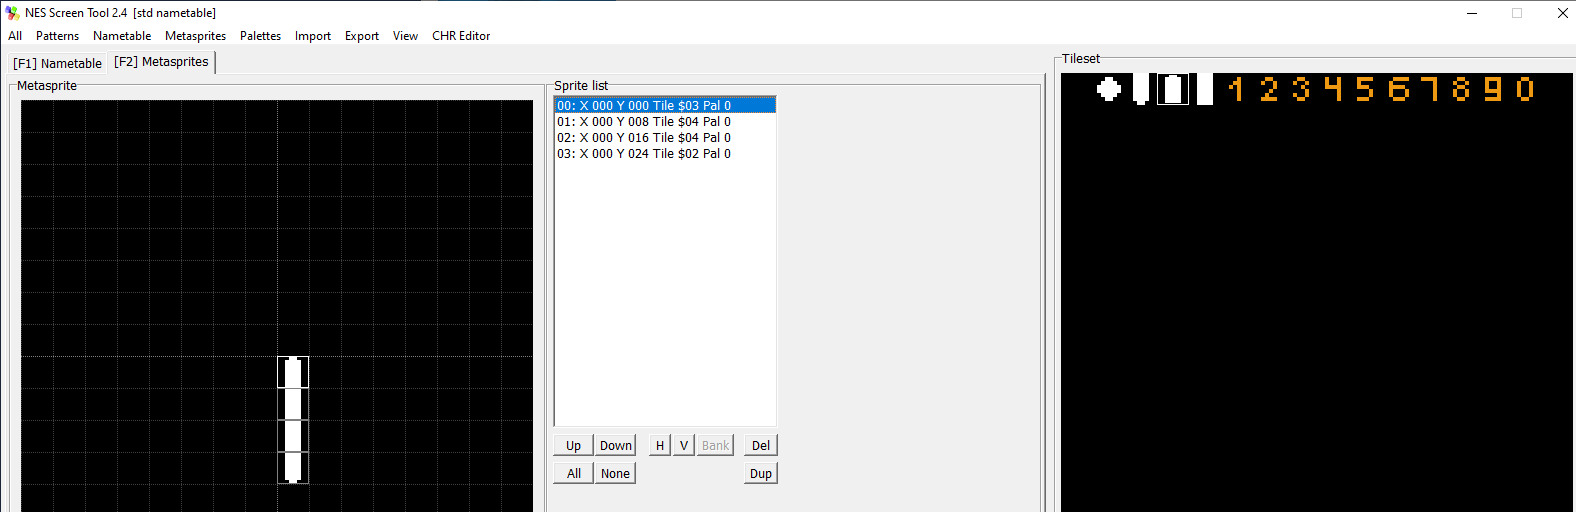 NES Screen Tool 2.4 [std nametable]
All Patterns Nametable Metasprites Palettes Import Export View CHR Editor
[F1] Nametable [F2] Metasprites
Metasprite
Sprite list
00: X 000 Y 000 Tile $03 Pal 0
01: X 000 Y 008 Tile $04 Pal 0
02: X 000 Y 016 Tile $04 Pal 0
03: X 000 Y 024 Tile $02 Pal 0
Up Down H V Bank Del
All None Dup
Tileset
1 2 3 4 5 6 7 8 9 0